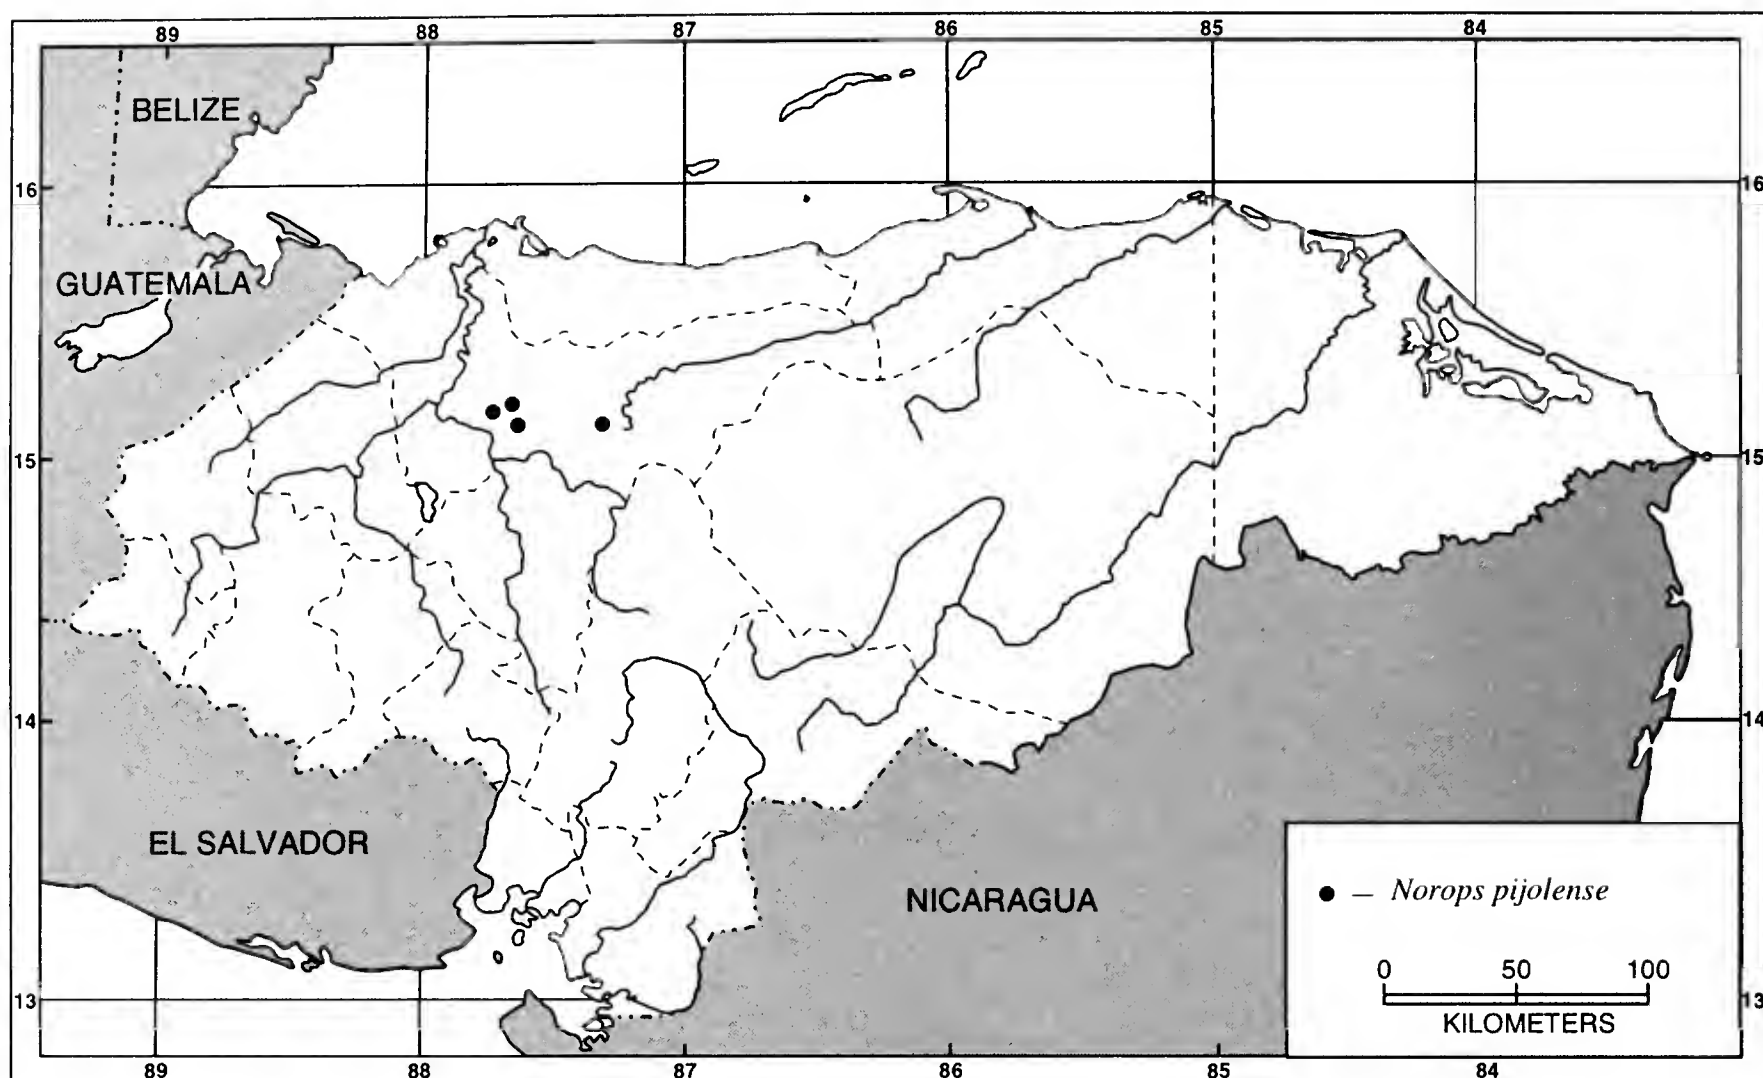 89 88 87 86 85 84
BELIZE
16 16
GUATEMALA
15 15
14 14
EL SALVADOR
NICARAGUA
● – Norops pijolense
0 50 100
KILOMETERS
13 13
89 88 87 86 85 84